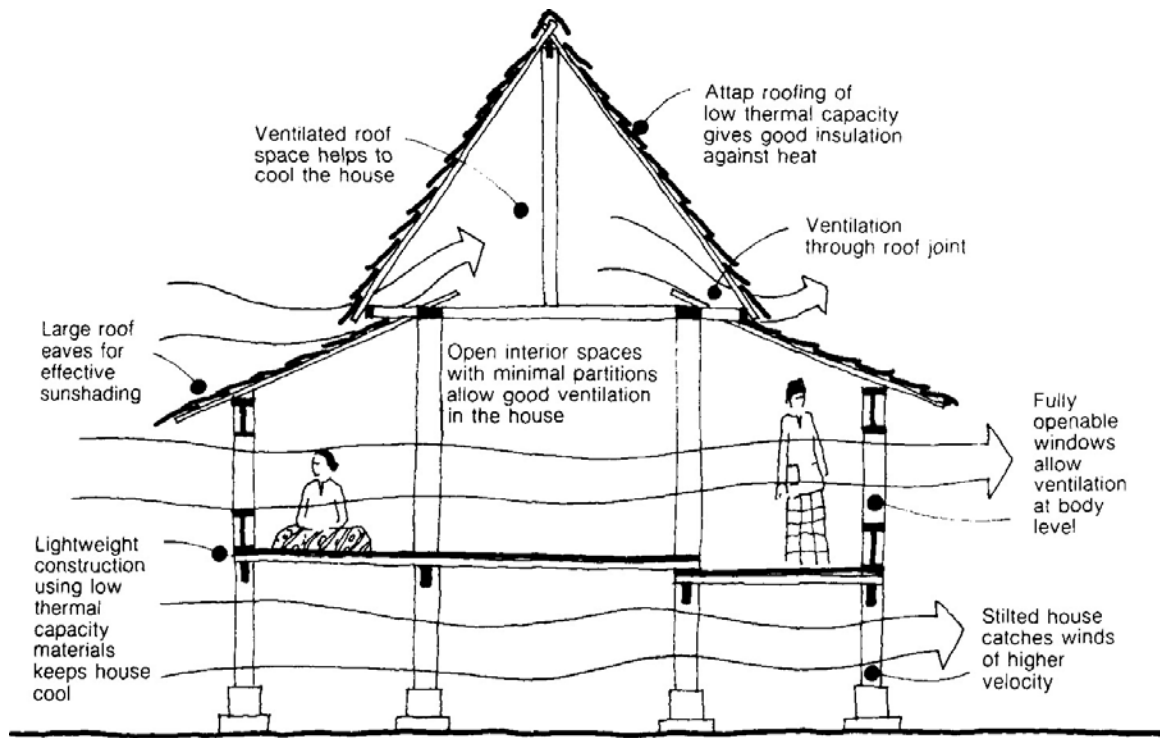 Ventilated roof
space helps to
cool the house
Attap roofing of
low thermal capacity
gives good insulation
against heat
Ventilation
through roof joint
Large roof
eaves for
effective
sunshading
Open interior spaces
with minimal partitions
allow good ventilation
in the house
Fully
openable
windows
allow
ventilation
at body
level
Lightweight
construction
using low
thermal
capacity
materials
keeps house
cool
Stilted house
catches winds
of higher
velocity